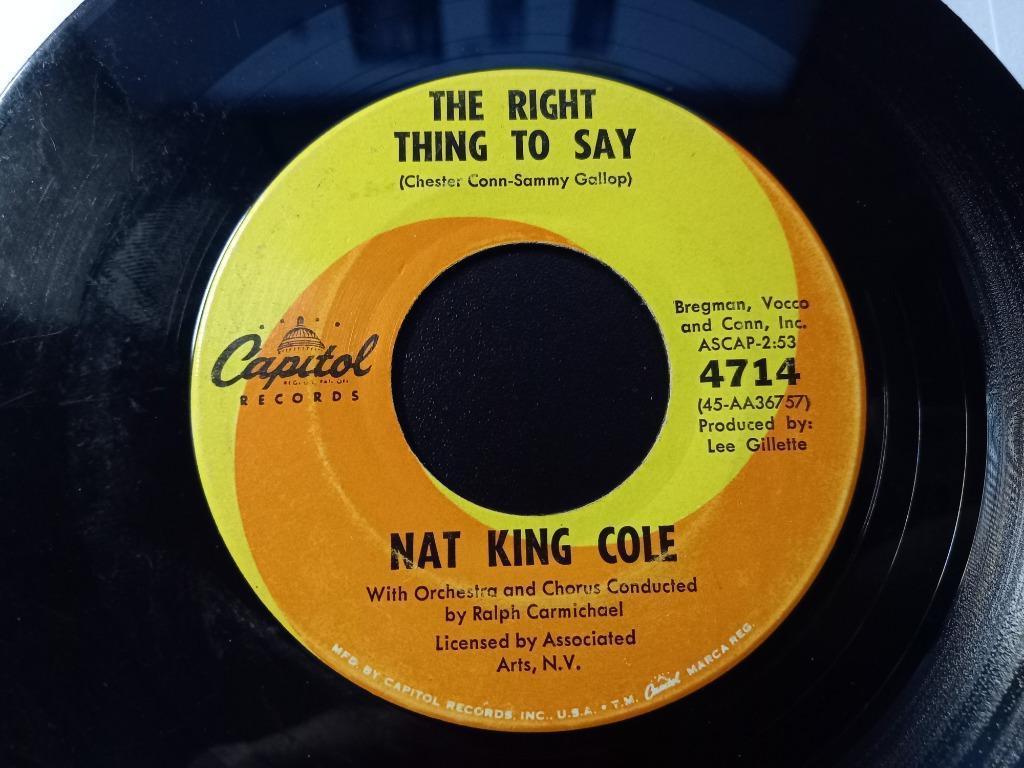 THE RIGHT
THING TO SAY
(Chester Conn-Sammy Gallop)
Capitol
RECORDS
Bregman, Vocco
and Conn, Inc.
ASCAP-2:53
4714
(45-AA36757)
Produced by:
Lee Gillette
NAT KING COLE
With Orchestra and Chorus Conducted
by Ralph Carmichael
Licensed by Associated
Arts, N.V.
MFD. BY CAPITOL RECORDS, INC., U.S.A. • T.M. Capitol MARCA REG.